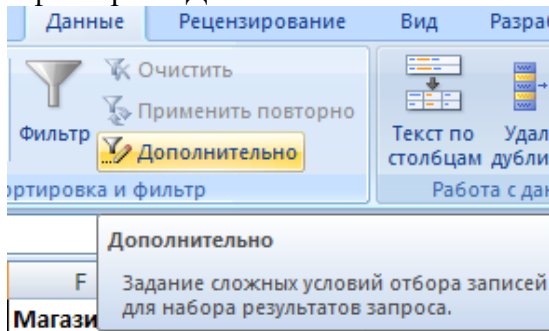 Данные Рецензирование Вид
Очистить
Применить повторно
Фильтр
Дополнительно
Текст по
столбцам
и фильтр
Работа с
Дополнительно
Задание сложных условий отбора записей
для набора результатов запроса.
F